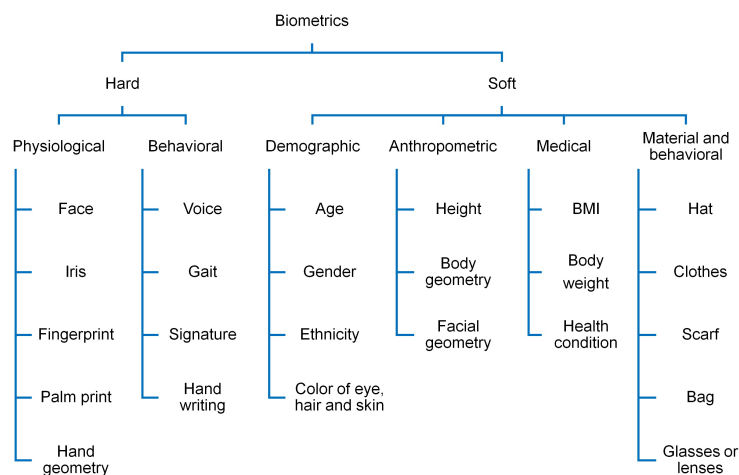 Biometrics
Hard
Soft
Physiological
Behavioral
Demographic
Anthropometric
Medical
Material and
behavioral
Face
Voice
Age
Height
BMI
Hat
Iris
Gait
Gender
Body
geometry
Body
weight
Clothes
Fingerprint
Signature
Ethnicity
Facial
geometry
Health
condition
Scarf
Palm print
Hand
writing
Color of eye,
hair and skin
Bag
Hand
geometry
Glasses or
lenses